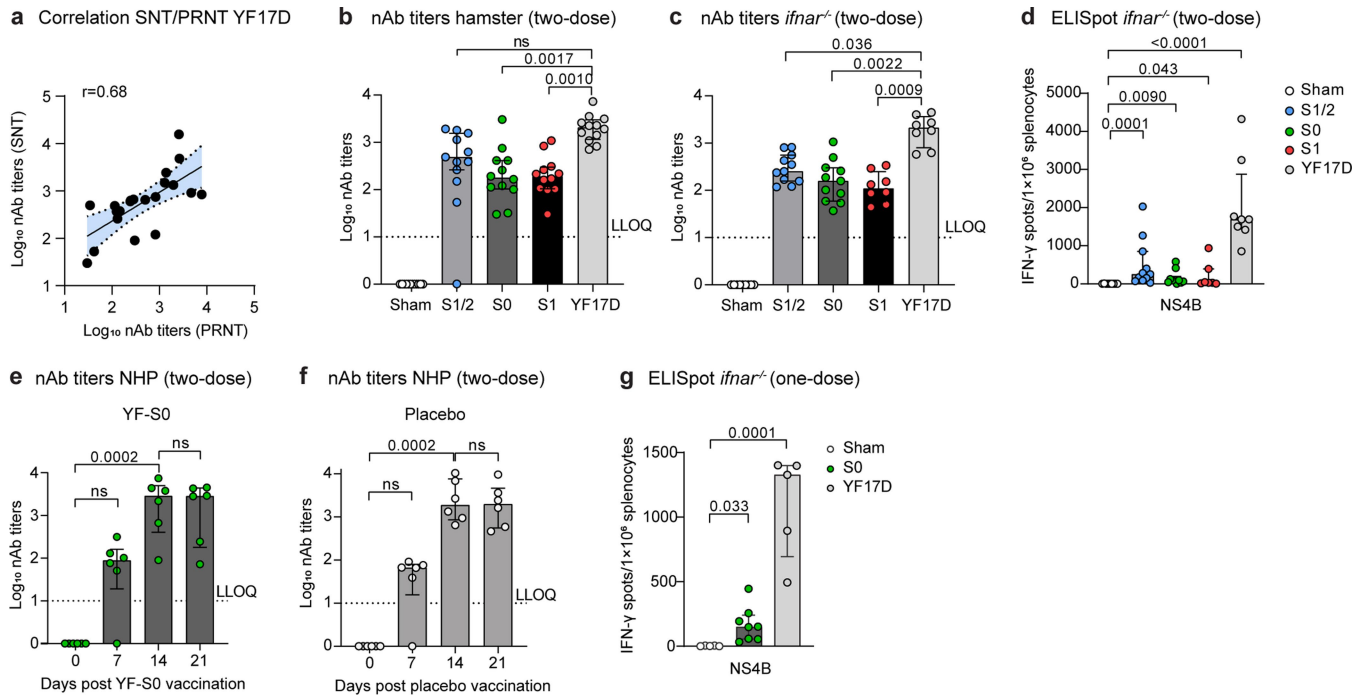 a Correlation SNT/PRNT YF17D
r=0.68
5
4
3
2
1
Log₁₀ nAb titers (SNT)
1 2 3 4 5
Log₁₀ nAb titers (PRNT)
b nAb titers hamster (two-dose)
ns
0.0017
0.0010
4
3
2
1
0
Log₁₀ nAb titers
LLOQ
Sham S1/2 S0 S1 YF17D
c nAb titers ifnar⁻/⁻ (two-dose)
0.036
0.0022
0.0009
4
3
2
1
0
Log₁₀ nAb titers
LLOQ
Sham S1/2 S0 S1 YF17D
d ELISpot ifnar⁻/⁻ (two-dose)
<0.0001
0.043
0.0090
0.0001
5000
4000
3000
2000
1000
0
IFN-γ spots/1×10⁶ splenocytes
NS4B
Sham
S1/2
S0
S1
YF17D
e nAb titers NHP (two-dose)
YF-S0
ns
0.0002
ns
4
3
2
1
0
Log₁₀ nAb titers
LLOQ
0 7 14 21
Days post YF-S0 vaccination
f nAb titers NHP (two-dose)
Placebo
0.0002
ns
ns
4
3
2
1
0
Log₁₀ nAb titers
LLOQ
0 7 14 21
Days post placebo vaccination
g ELISpot ifnar⁻/⁻ (one-dose)
0.0001
0.033
1500
1000
500
0
IFN-γ spots/1×10⁶ splenocytes
NS4B
Sham
S0
YF17D